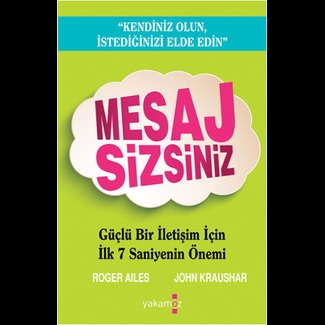 “KENDİNİZ OLUN,
İSTEDİĞİNİZİ ELDE EDİN”
MESAJ
SİZSİNİZ
Güçlü Bir İletişim İçin
İlk 7 Saniyenin Önemi
ROGER AILES JOHN KRAUSHAR
yakamoz